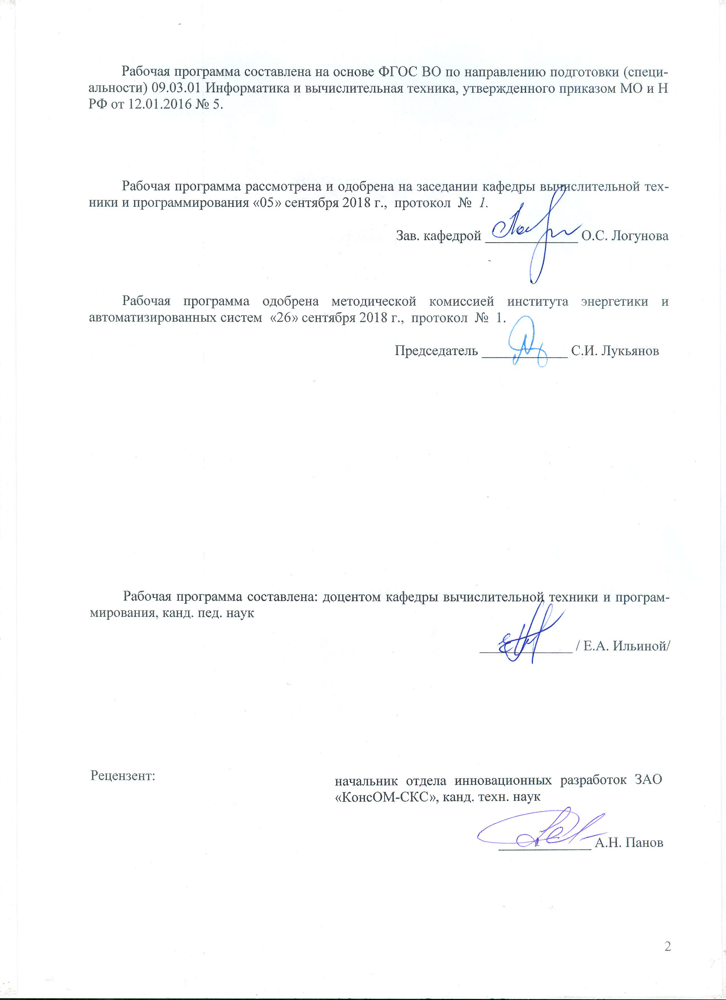 Рабочая программа составлена на основе ФГОС ВО по направлению подготовки (специ-
альности) 09.03.01 Информатика и вычислительная техника, утвержденного приказом МО и Н
РФ от 12.01.2016 № 5.
Рабочая программа рассмотрена и одобрена на заседании кафедры вычислительной тех-
ники и программирования «05» сентября 2018 г., протокол № 1.
Зав. кафедрой ______________ О.С. Логунова
Рабочая программа одобрена методической комиссией института энергетики и
автоматизированных систем «26» сентября 2018 г., протокол № 1.
Председатель _____________ С.И. Лукьянов
Рабочая программа составлена: доцентом кафедры вычислительной техники и програм-
мирования, канд. пед. наук
______________ / Е.А. Ильиной/
Рецензент:
начальник отдела инновационных разработок ЗАО
«КонсОМ-СКС», канд. техн. наук
______________ А.Н. Панов
2